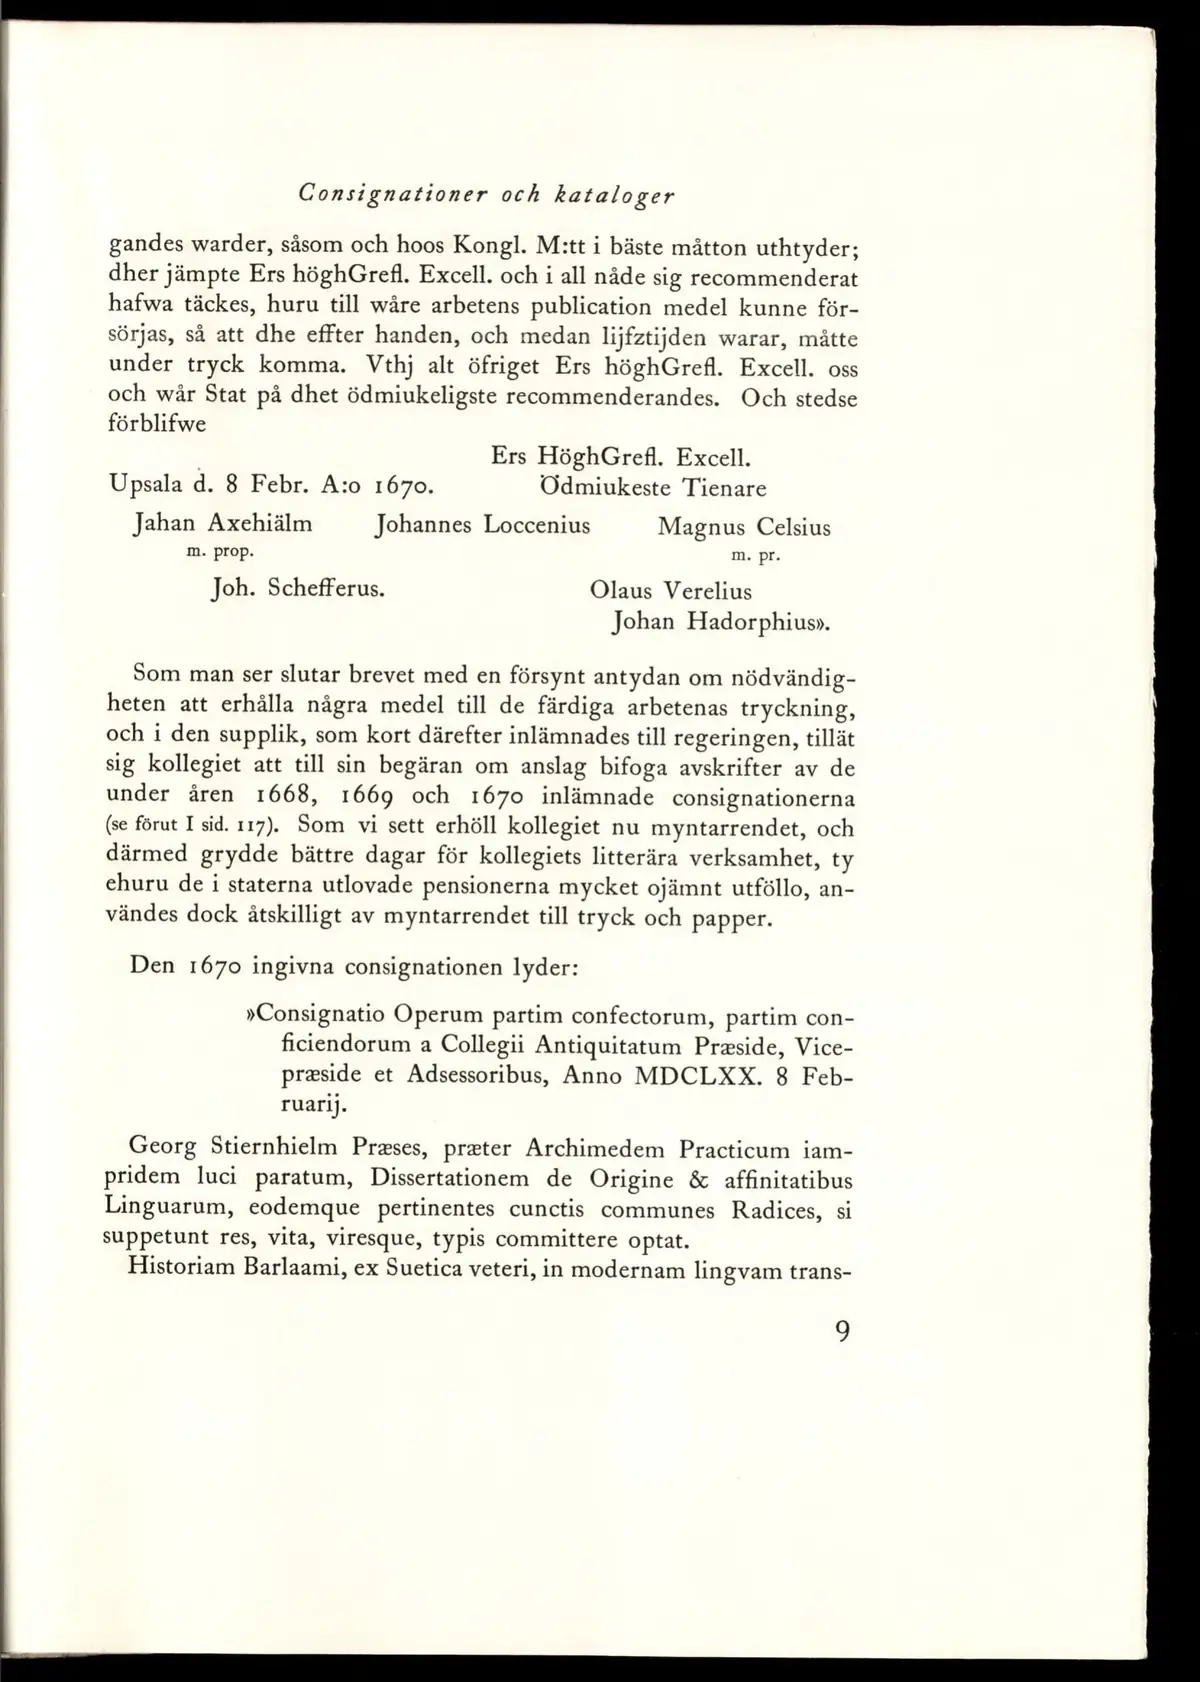 Consignationer och kataloger
gandes warder, såsom och hoos Kongl. M:tt i bäste måtton uthtyder;
dher jämpte Ers höghGrefl. Excell. och i all nåde sig recommenderat
hafwa täckes, huru till wåre arbetens publication medel kunne för-
sörjas, så att dhe effter handen, och medan lijfztijden warar, måtte
under tryck komma. Vthj alt öfriget Ers höghGrefl. Excell. oss
och wår Stat på dhet ödmiukeligste recommenderandes. Och stedse
förblifwe
Ers HöghGrefl. Excell.
Upsala d. 8 Febr. A:o 1670. Ödmiukeste Tienare
Jahan Axehiälm Johannes Loccenius Magnus Celsius
m. prop. m. pr.
Joh. Schefferus. Olaus Verelius
Johan Hadorphius».
Som man ser slutar brevet med en försynt antydan om nödvändig-
heten att erhålla några medel till de färdiga arbetenas tryckning,
och i den supplik, som kort därefter inlämnades till regeringen, tillät
sig kollegiet att till sin begäran om anslag bifoga avskrifter av de
under åren 1668, 1669 och 1670 inlämnade consignationerna
(se förut I sid. 117). Som vi sett erhöll kollegiet nu myntarrendet, och
därmed grydde bättre dagar för kollegiets litterära verksamhet, ty
ehuru de i staterna utlovade pensionerna mycket ojämnt utföllo, an-
vändes dock åtskilligt av myntarrendet till tryck och papper.
Den 1670 ingivna consignationen lyder:
»Consignatio Operum partim confectorum, partim con-
ficiendorum a Collegii Antiquitatum Præside, Vice-
præside et Adsessoribus, Anno MDCLXX. 8 Feb-
ruarij.
Georg Stiernhielm Præses, præter Archimedem Practicum iam-
pridem luci paratum, Dissertationem de Origine & affinitatibus
Linguarum, eodemque pertinentes cunctis communes Radices, si
suppetunt res, vita, viresque, typis committere optat.
Historiam Barlaami, ex Suetica veteri, in modernam lingvam trans-
9